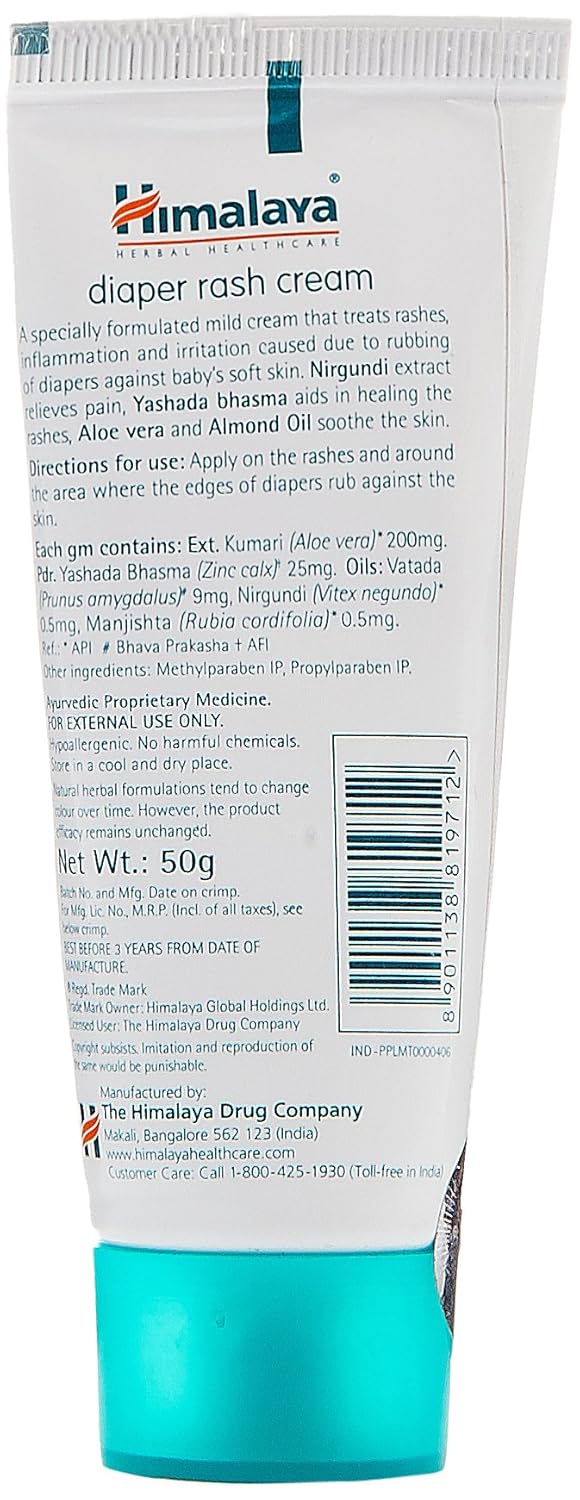 Himalaya®
HERBAL HEALTHCARE
diaper rash cream
A specially formulated mild cream that treats rashes,
inflammation and irritation caused due to rubbing
of diapers against baby's soft skin. Nirgundi extract
relieves pain, Yashada bhasma aids in healing the
rashes, Aloe vera and Almond Oil soothe the skin.
Directions for use: Apply on the rashes and around
the area where the edges of diapers rub against the
skin.
Each gm contains: Ext. Kumari (Aloe vera)* 200mg.
Pdr. Yashada Bhasma (Zinc calx)† 25mg. Oils: Vatada
(Prunus amygdalus)# 9mg, Nirgundi (Vitex negundo)*
0.5mg, Manjishta (Rubia cordifolia)* 0.5mg.
Ref.: * API # Bhava Prakasha † AFI
Other ingredients: Methylparaben IP, Propylparaben IP.
Ayurvedic Proprietary Medicine.
FOR EXTERNAL USE ONLY.
Hypoallergenic. No harmful chemicals.
Store in a cool and dry place.
Natural herbal formulations tend to change
colour over time. However, the product
efficacy remains unchanged.
Net Wt.: 50g
Batch No. and Mfg. Date on crimp.
For Mfg. Lic. No., M.R.P. (Incl. of all taxes), see
below crimp.
BEST BEFORE 3 YEARS FROM DATE OF
MANUFACTURE.
® Regd. Trade Mark
Trade Mark Owner: Himalaya Global Holdings Ltd.
Licensed User: The Himalaya Drug Company
Copyright subsists. Imitation and reproduction of
the same would be punishable.
8 901138 819712 >
IND-PPLMT0000406
Manufactured by:
The Himalaya Drug Company
Makali, Bangalore 562 123 (India)
www.himalayahealthcare.com
Customer Care: Call 1-800-425-1930 (Toll-free in India)